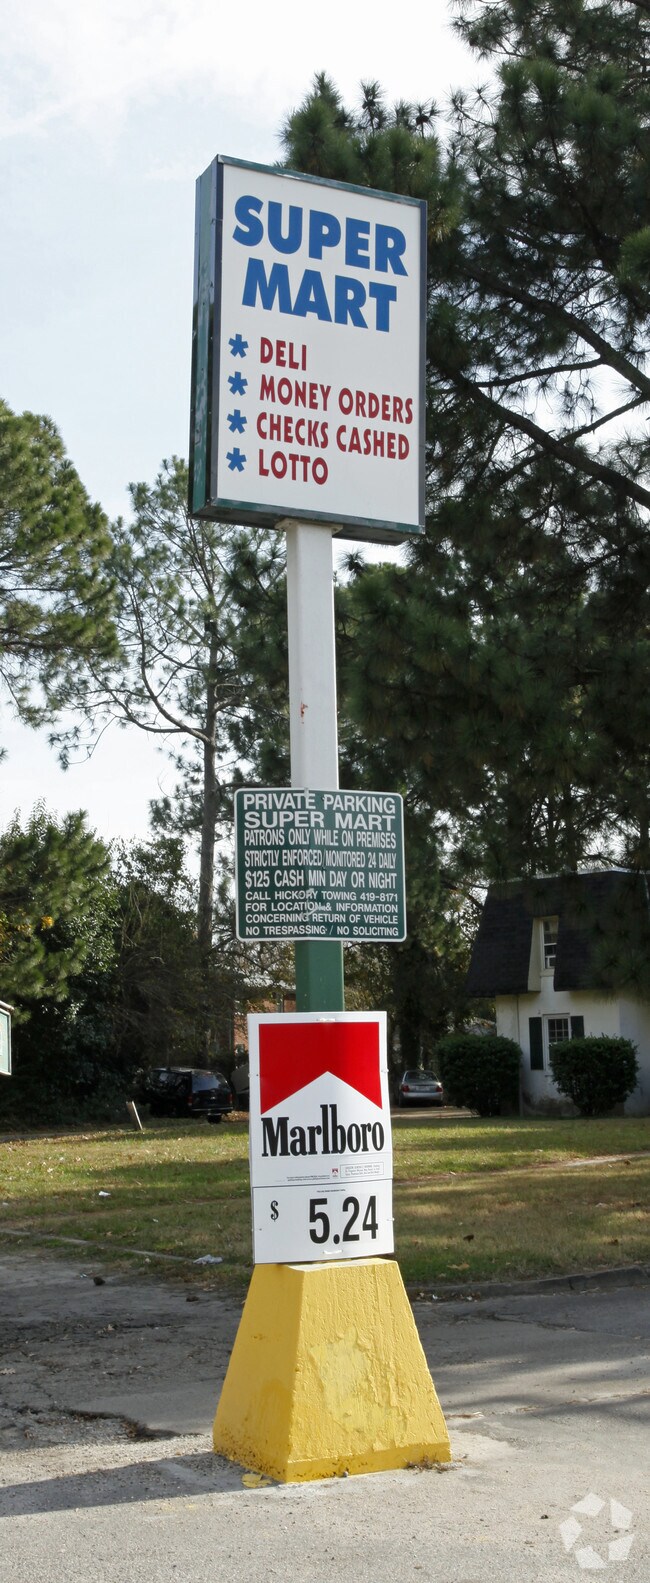 SUPER
MART
* DELI
* MONEY ORDERS
* CHECKS CASHED
* LOTTO
PRIVATE PARKING
SUPER MART
PATRONS ONLY WHILE ON PREMISES
STRICTLY ENFORCED/MONITORED 24 DAILY
$125 CASH MIN DAY OR NIGHT
CALL HICKORY TOWING 419-8171
FOR LOCATION & INFORMATION
CONCERNING RETURN OF VEHICLE
NO TRESPASSING / NO SOLICITING
Marlboro
$ 5.24